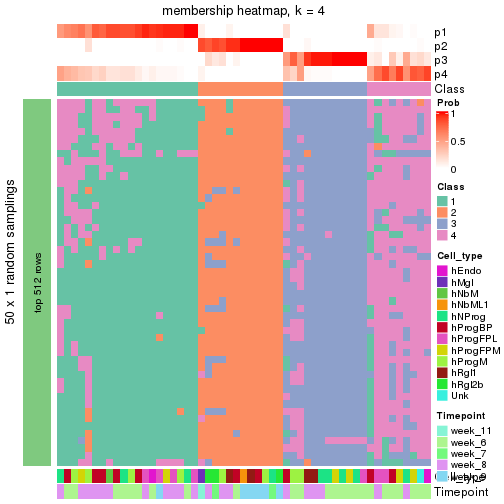 membership heatmap, k = 4
p1
p2
p3
p4
Class
50 x 1 random samplings
top 512 rows
Prob
1
0.5
0
Class
1
2
3
4
Cell_type
hEndo
hMgl
hNbM
hNbML1
hNProg
hProgBP
hProgFPL
hProgFPM
hProgM
hRgl1
hRgl2b
Unk
Timepoint
week_11
week_6
week_7
week_8
Timepoint